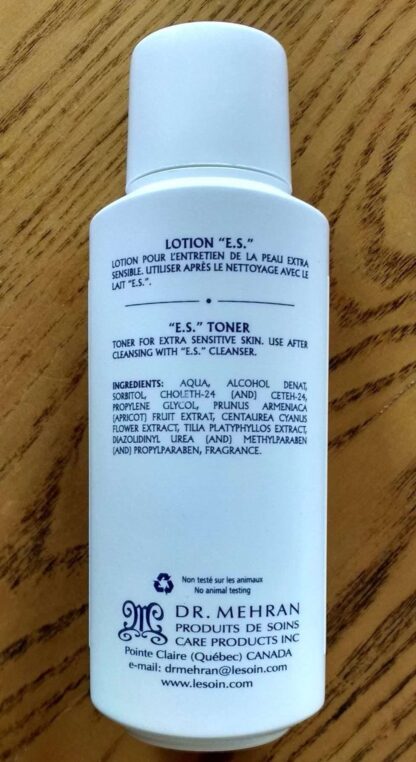 LOTION "E.S."
LOTION POUR L'ENTRETIEN DE LA PEAU EXTRA
SENSIBLE. UTILISER APRÈS LE NETTOYAGE AVEC LE
LAIT "E.S.".
"E.S." TONER
TONER FOR EXTRA SENSITIVE SKIN. USE AFTER
CLEANSING WITH "E.S." CLEANSER.
INGREDIENTS: AQUA, ALCOHOL DENAT,
SORBITOL, CHOLETH-24 (AND) CETEH-24,
PROPYLENE GLYCOL, PRUNUS ARMENIACA
(APRICOT) FRUIT EXTRAT, CENTAUREA CYANUS
FLOWER EXTRACT, TILIA PLATYPHYLLOS EXTRACT,
DIAZOLIDINYL UREA (AND) METHYLPARABEN
(AND) PROPYLPARABEN, FRAGRANCE.
Non testé sur les animaux
No animal testing
DR. MEHRAN
PRODUITS DE SOINS
CARE PRODUCTS INC
Pointe Claire (Québec) CANADA
e-mail: drmehran@lesoin.com
www.lesoin.com